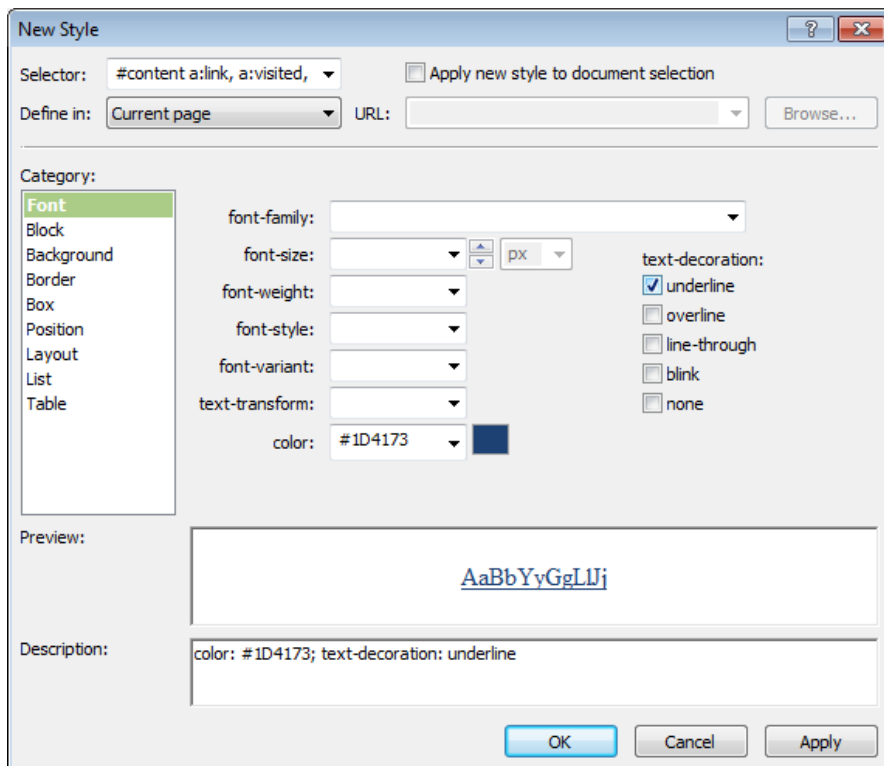 New Style
Selector: #content a:link, a:visited, Apply new style to document selection
Define in: Current page URL: Browse...
Category:
Font
Block
Background
Border
Box
Position
Layout
List
Table
font-family:
font-size: px
font-weight:
font-style:
font-variant:
text-transform:
color: #1D4173
text-decoration:
underline
overline
line-through
blink
none
Preview: AaBbYyGgLlJj
Description: color: #1D4173; text-decoration: underline
OK Cancel Apply